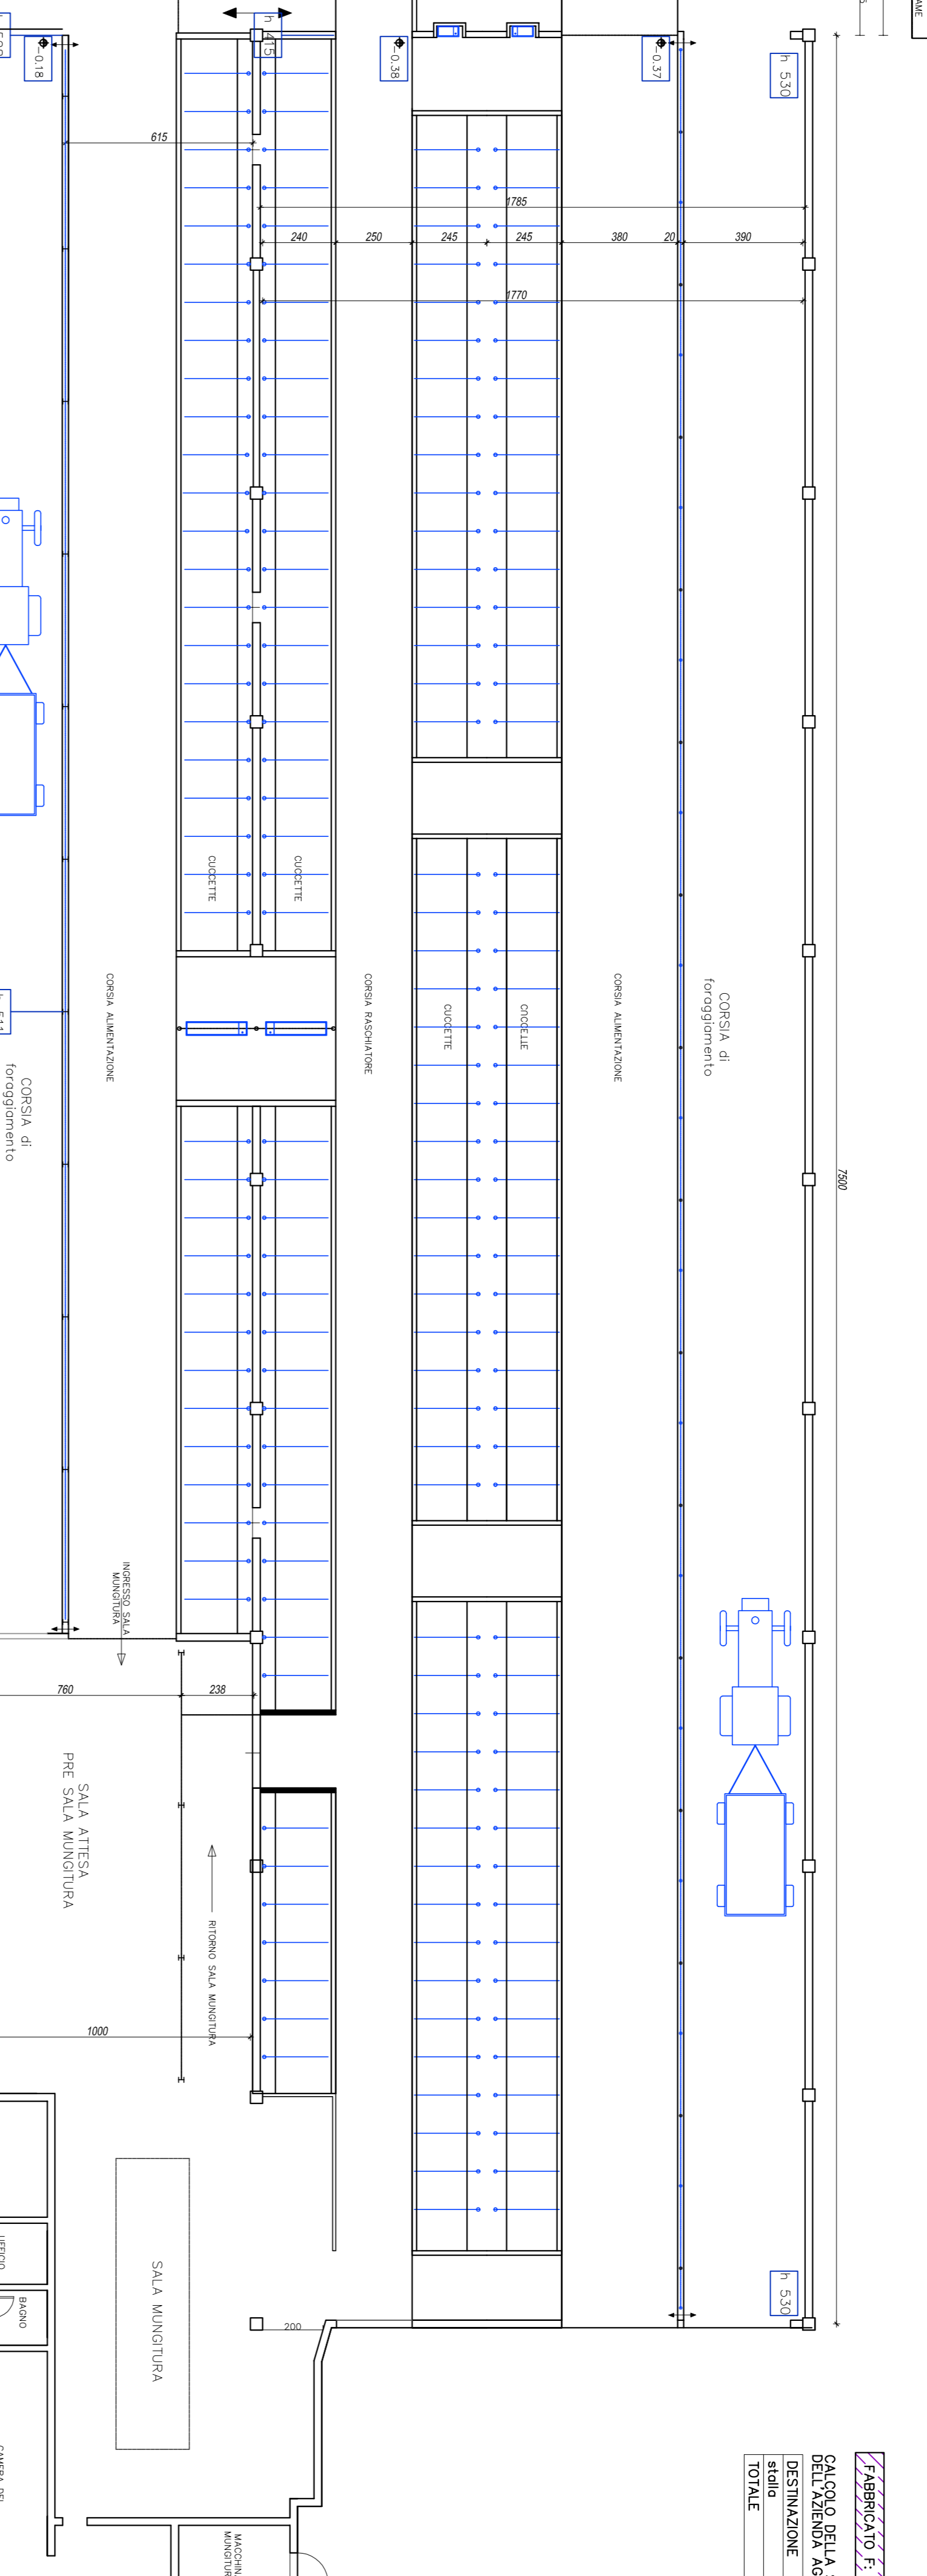 h 415
-0.18
-0.38
-0.37
h 530
615
1785
240
250
245
245
380
20
390
1770
7500
CUCCETTE
CUCCETTE
CORSIA ALIMENTAZIONE
CORSIA RASCHIATORE
CUCCETTE
CUCCETTE
CORSIA ALIMENTAZIONE
CORSIA di
foraggiamento
CORSIA di
foraggiamento
INGRESSO SALA
MUNGITURA
760
238
SALA ATTESA
PRE SALA MUNGITURA
RITORNO SALA MUNGITURA
1000
SALA MUNGITURA
200
h 530
UFFICIO
BAGNO
FABBRICATO F:
CALCOLO DELLA
DELL'AZIENDA AG
DESTINAZIONE
stalla
TOTALE